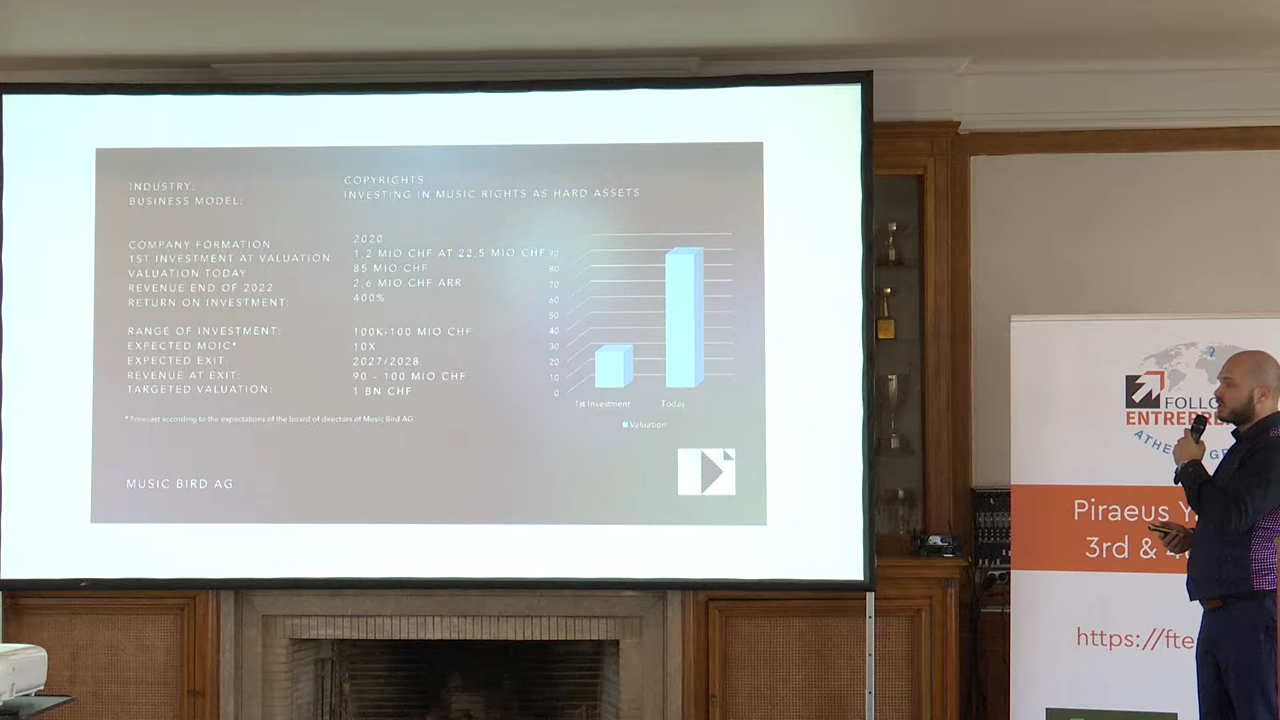 INDUSTRY: COPYRIGHTS
BUSINESS MODEL: INVESTING IN MUSIC RIGHTS AS HARD ASSETS
COMPANY FORMATION 2020
1ST INVESTMENT AT VALUATION 1,2 MIO CHF AT 22,5 MIO CHF
VALUATION TODAY 85 MIO CHF
REVENUE END OF 2022 2,6 MIO CHF ARR
RETURN ON INVESTMENT: 400%
RANGE OF INVESTMENT: 100K-100 MIO CHF
EXPECTED MOIC* 10X
EXPECTED EXIT: 2027/2028
REVENUE AT EXIT: 90 - 100 MIO CHF
TARGETED VALUATION: 1 BN CHF
* Forecast according to the expectations of the board of directors of Music Bird AG.
MUSIC BIRD AG
90
80
70
60
50
40
30
20
10
0
1st Investment Today
Valuation
FOLLO
ENTREPRE
ATHE GE
Piraeus Y
3rd & 4
https://fte